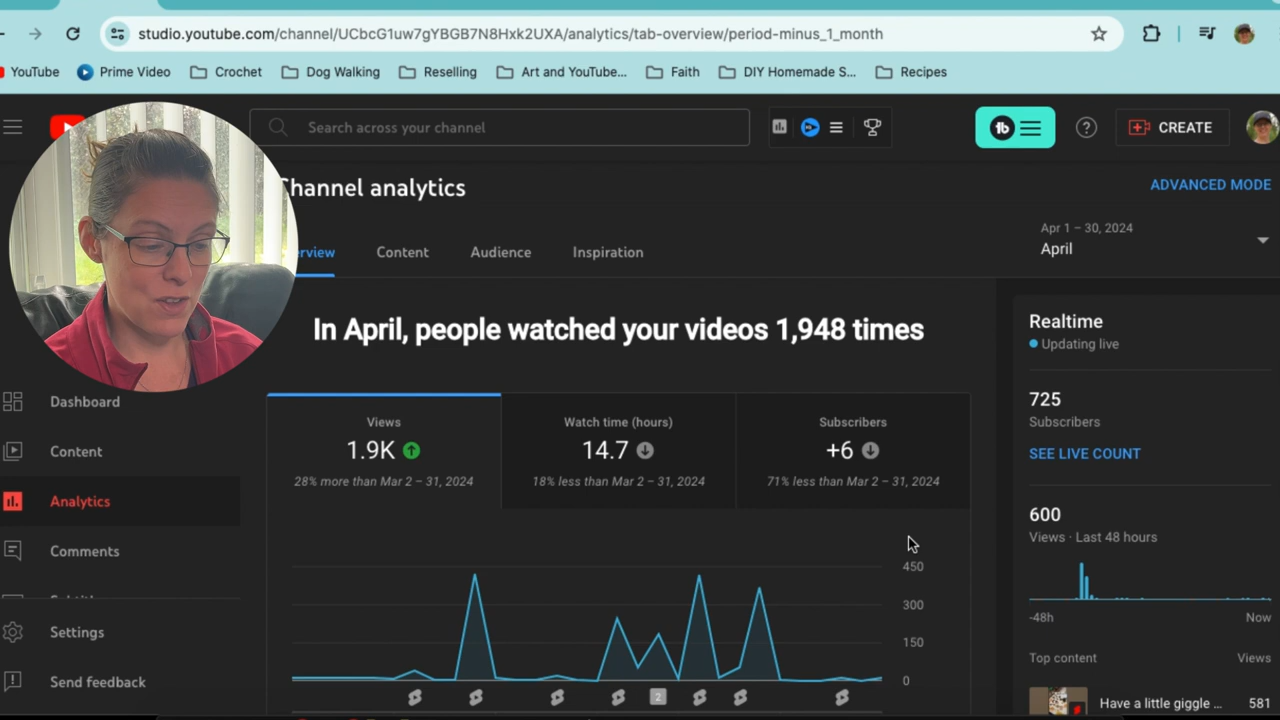 studio.youtube.com/channel/UCbcG1uw7gYBGB7N8Hxk2UXA/analytics/tab-overview/period-minus_1_month
YouTube Prime Video Crochet Dog Walking Reselling Art and YouTube... Faith DIY Homemade S... Recipes
Search across your channel
CREATE
Channel analytics
ADVANCED MODE
Apr 1 – 30, 2024
April
Content Audience Inspiration
In April, people watched your videos 1,948 times
Realtime
Updating live
725
Subscribers
SEE LIVE COUNT
600
Views · Last 48 hours
-48h Now
Top content Views
Have a little giggle ... 581
Dashboard
Content
Analytics
Comments
Settings
Send feedback
Views
1.9K
28% more than Mar 2 – 31, 2024
Watch time (hours)
14.7
18% less than Mar 2 – 31, 2024
Subscribers
+6
71% less than Mar 2 – 31, 2024
450
300
150
0
2